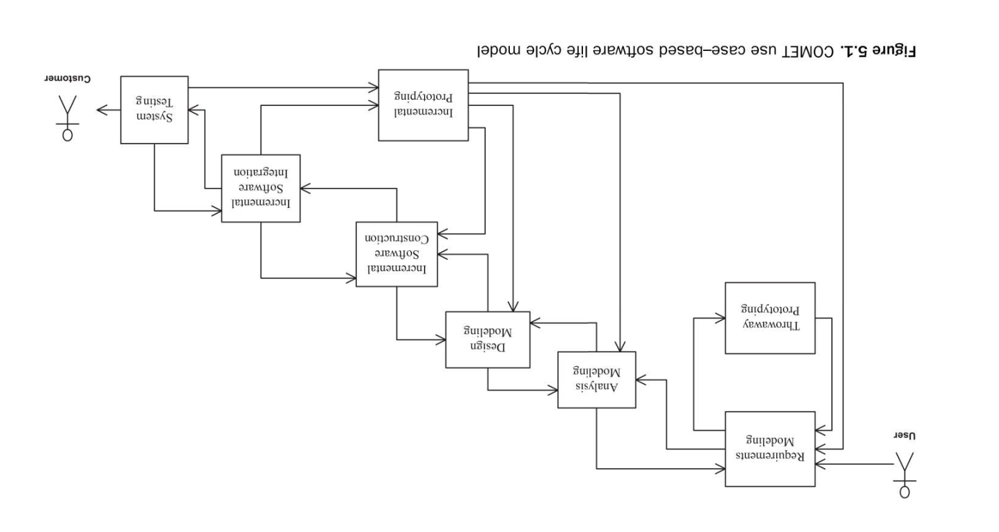 User
Requirements
Modeling
Analysis
Modeling
Throwaway
Prototyping
Design
Modeling
Incremental
Software
Construction
Incremental
Software
Integration
Incremental
Prototyping
System
Testing
Customer
Figure 5.1. COMET use case–based software life cycle model